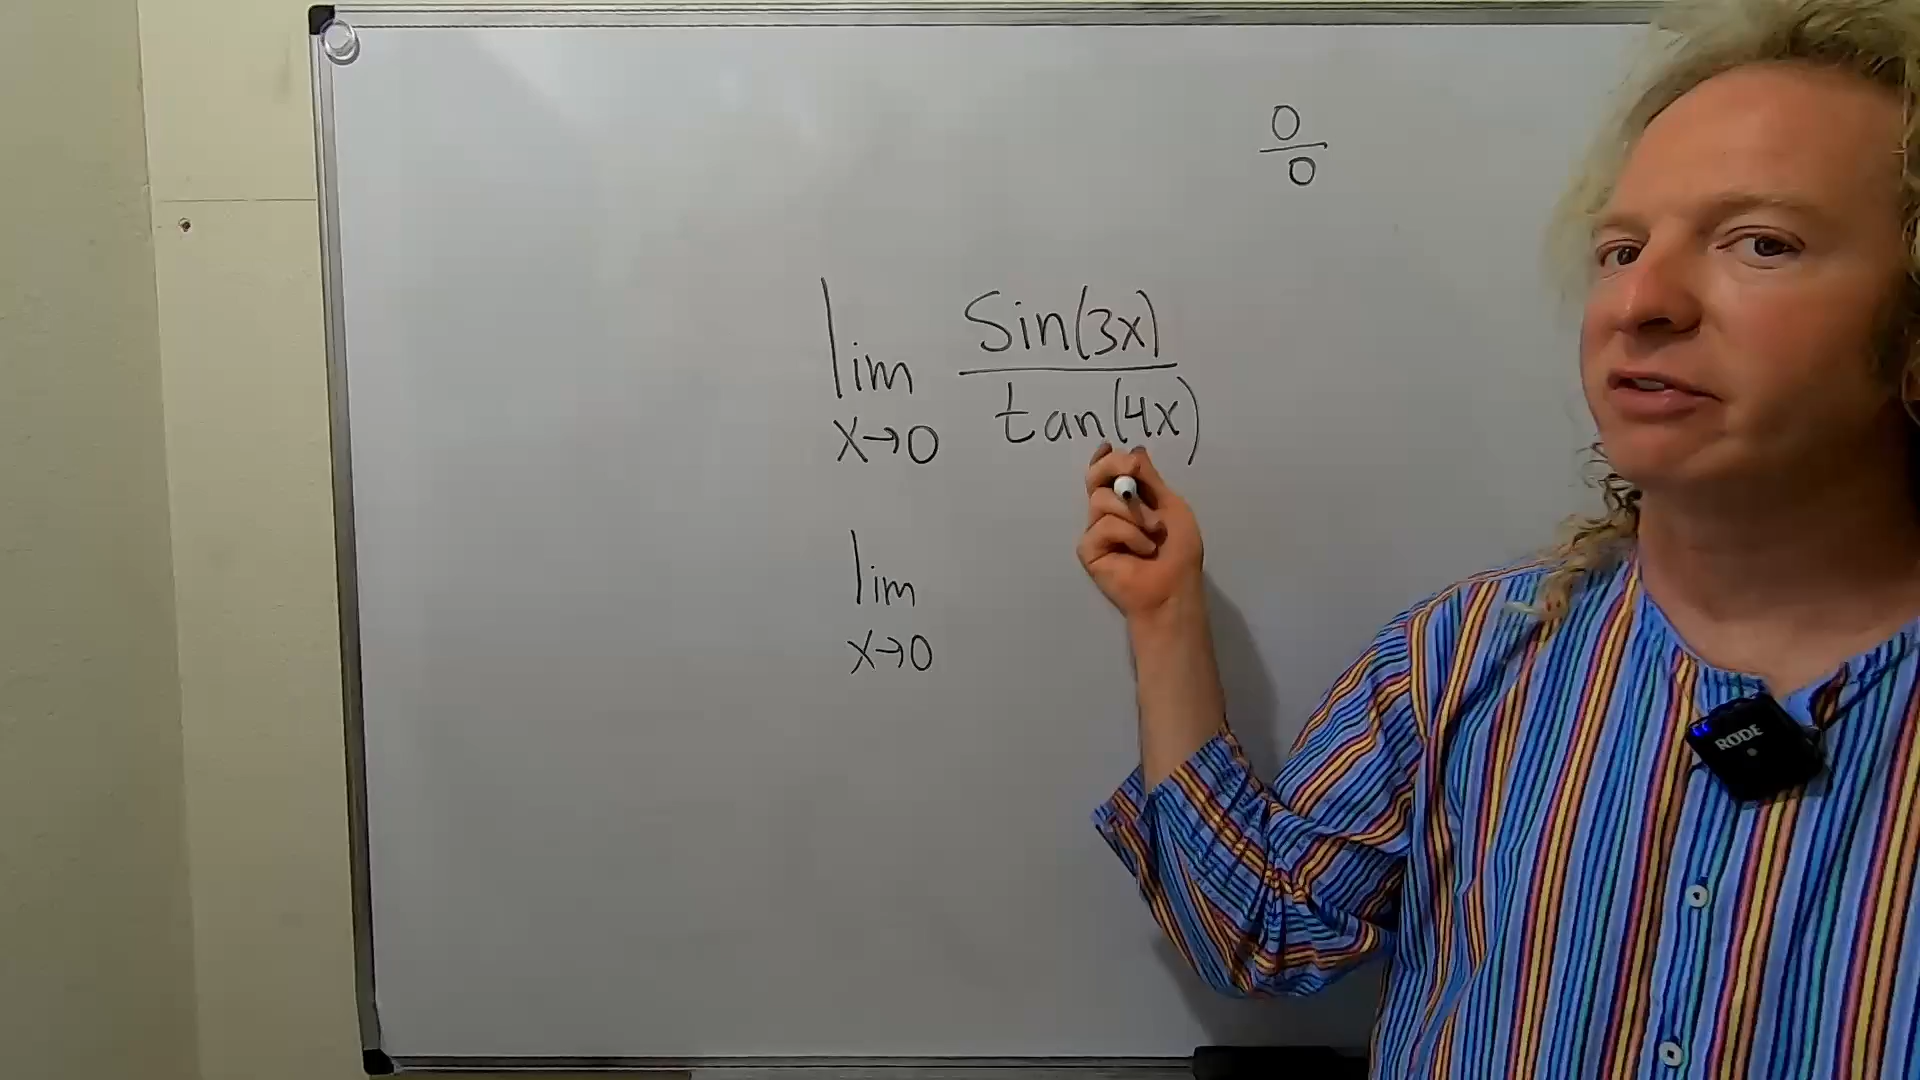 0
0
lim Sin(3x)
x→0 tan(4x)
lim
x→0
RODE